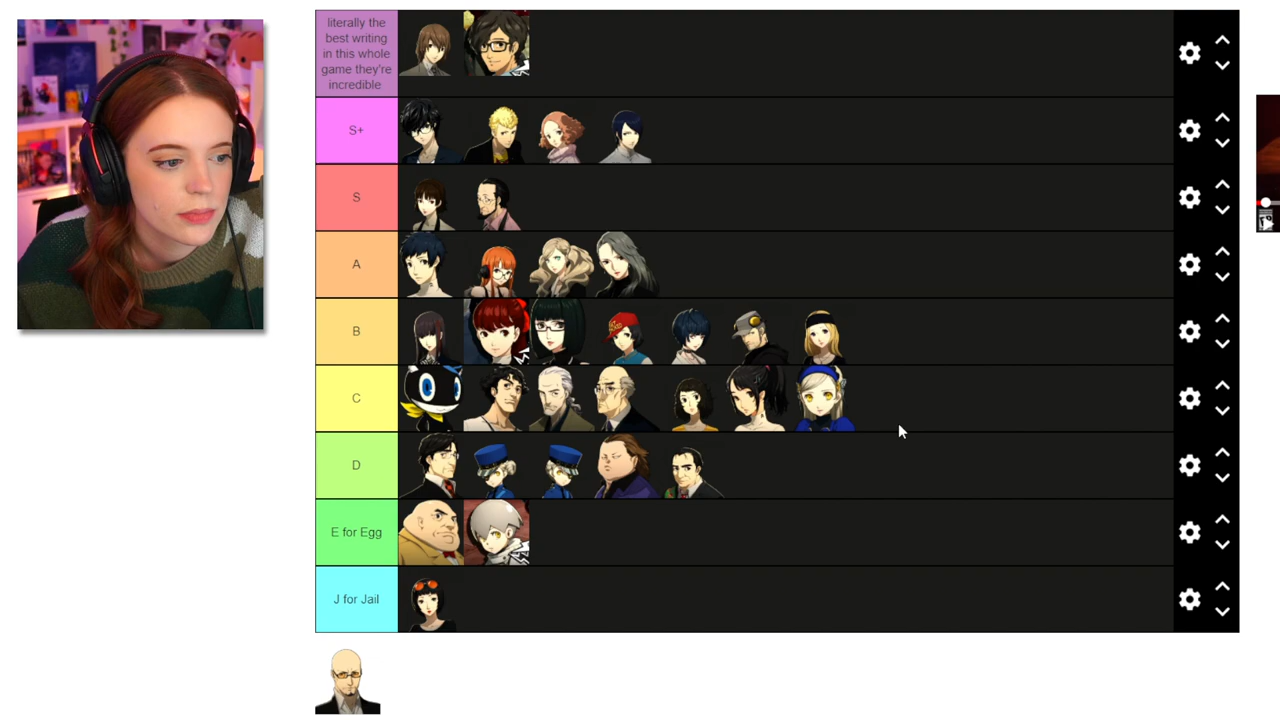 literally the
best writing
in this whole
game they're
incredible
S+
S
A
B
C
D
E for Egg
J for Jail